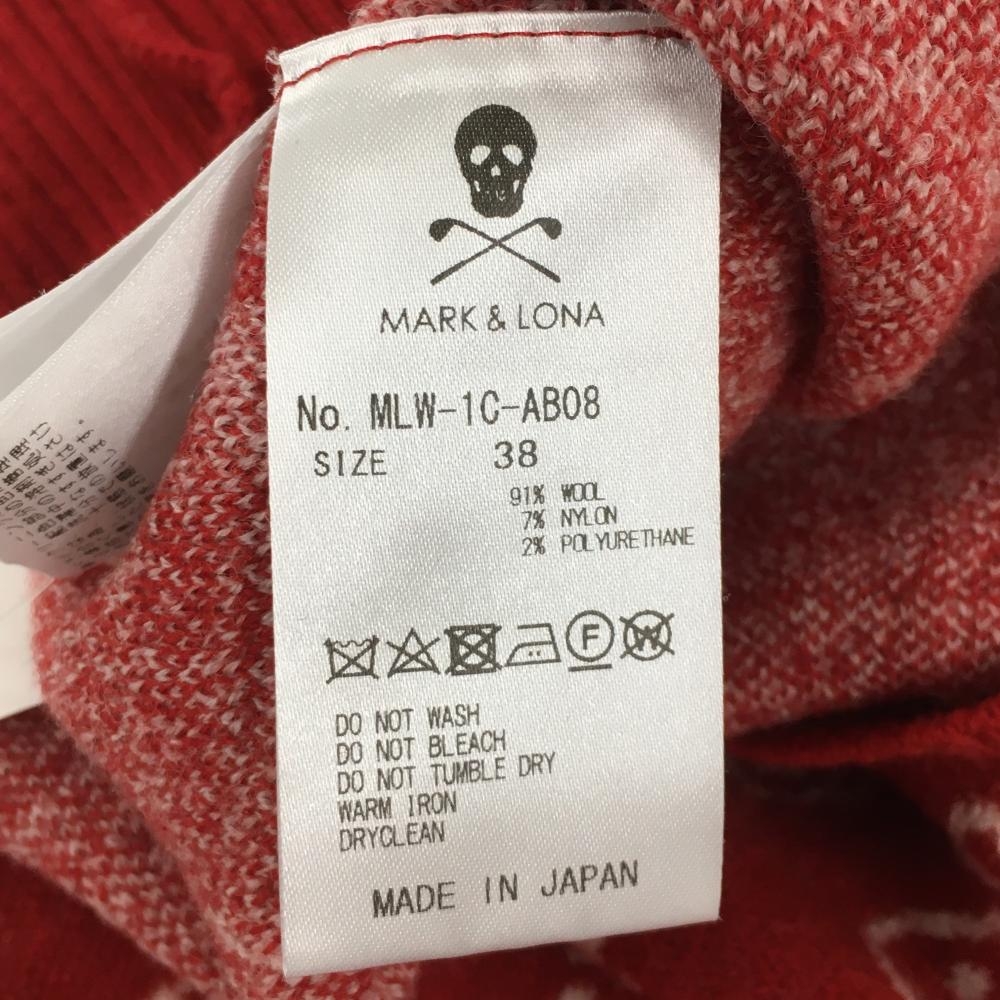 MARK & LONA
No. MLW-1C-AB08
SIZE 38
91% WOOL
7% NYLON
2% POLYURETHANE
F W
DO NOT WASH
DO NOT BLEACH
DO NOT TUMBLE DRY
WARM IRON
DRYCLEAN
MADE IN JAPAN